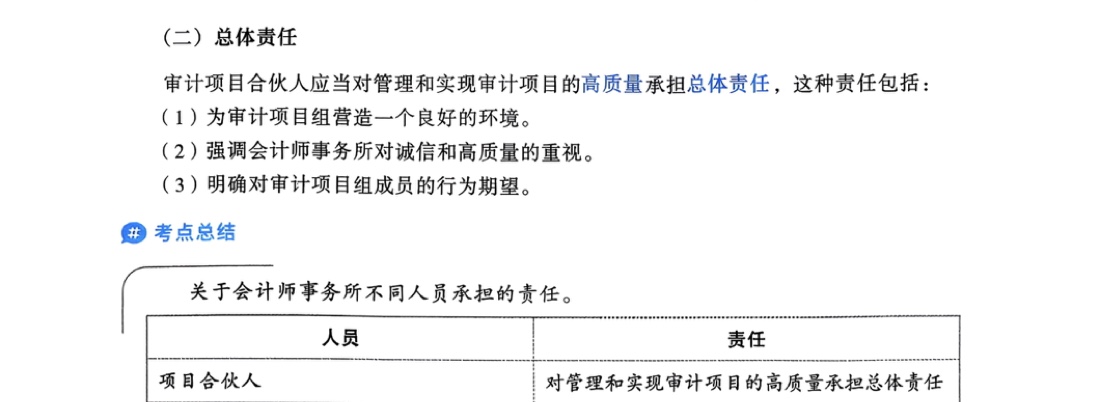 （二）总体责任
审计项目合伙人应当对管理和实现审计项目的高质量承担总体责任，这种责任包括：
（1）为审计项目组营造一个良好的环境。
（2）强调会计师事务所对诚信和高质量的重视。
（3）明确对审计项目组成员的行为期望。
# 考点总结
关于会计师事务所不同人员承担的责任。
人员 责任
项目合伙人 对管理和实现审计项目的高质量承担总体责任